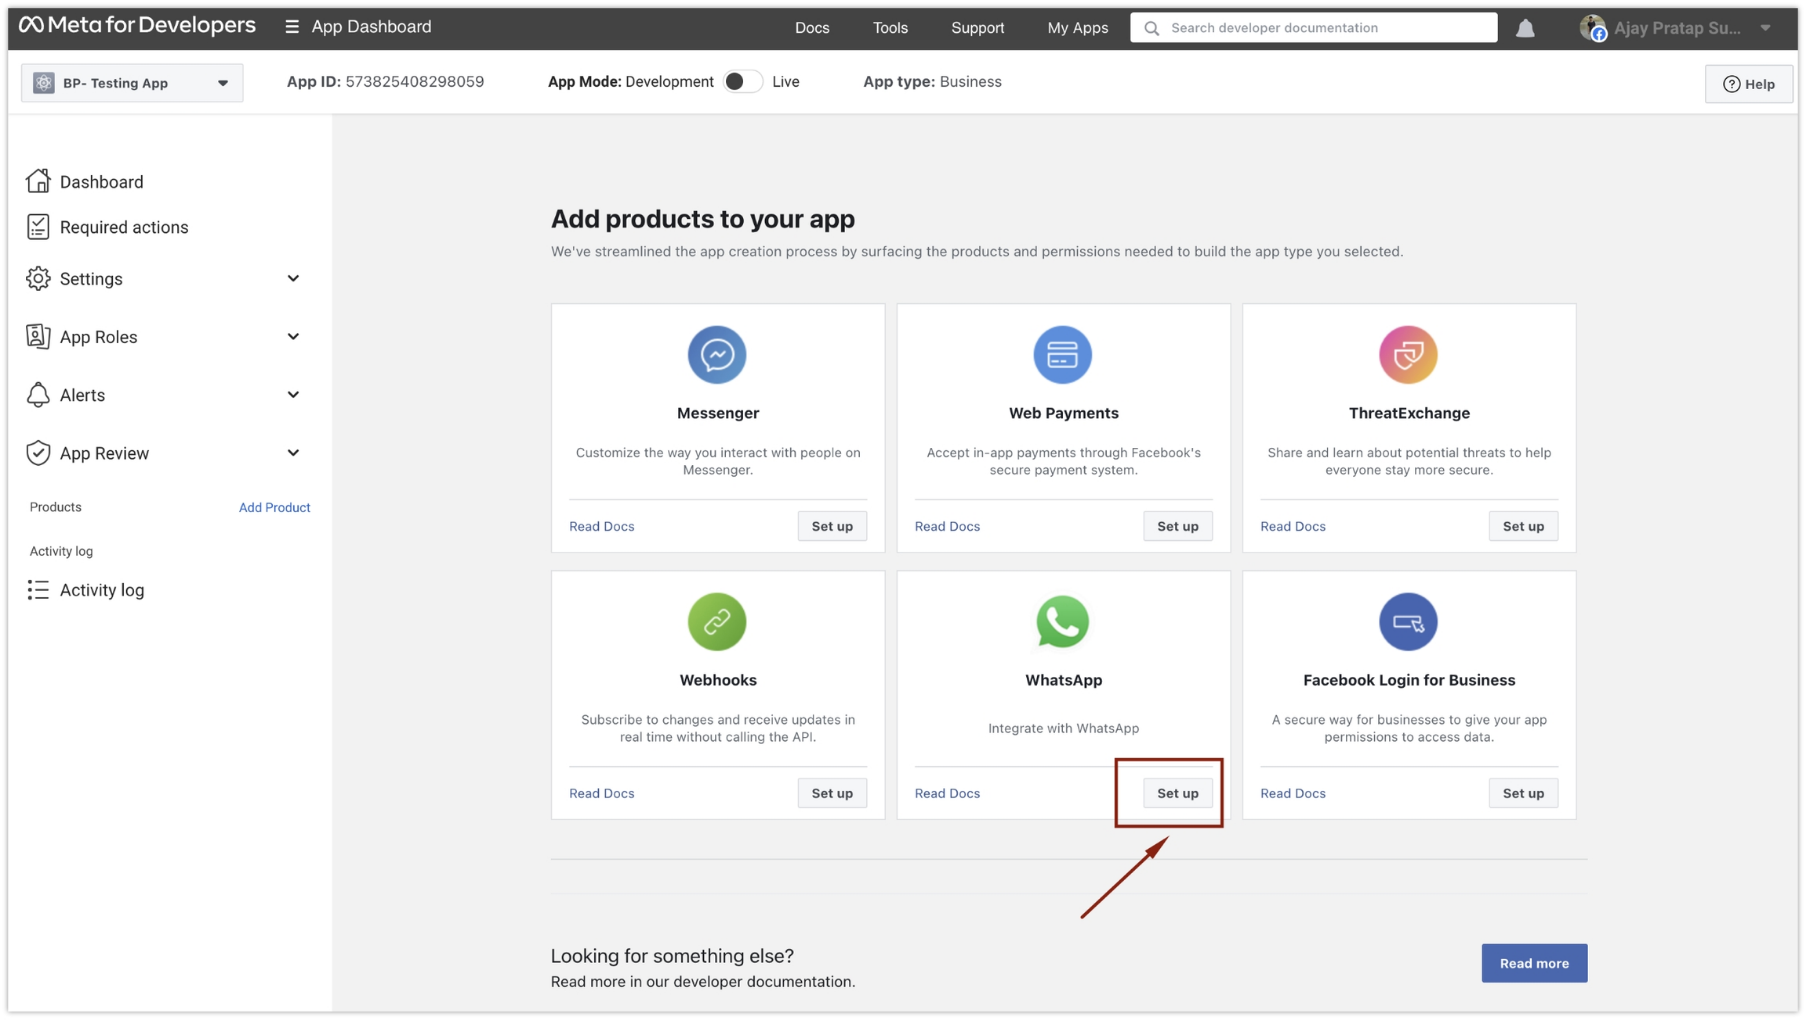 Meta for Developers
App Dashboard
Docs
Tools
Support
My Apps
Search developer documentation
Ajay Pratap Su...
BP- Testing App
App ID: 573825408298059
App Mode: Development
Live
App type: Business
Help
Dashboard
Required actions
Settings
App Roles
Alerts
App Review
Products
Add Product
Activity log
Activity log
Add products to your app
We've streamlined the app creation process by surfacing the products and permissions needed to build the app type you selected.
Messenger
Customize the way you interact with people on
Messenger.
Read Docs
Set up
Web Payments
Accept in-app payments through Facebook's
secure payment system.
Read Docs
Set up
ThreatExchange
Share and learn about potential threats to help
everyone stay more secure.
Read Docs
Set up
Webhooks
Subscribe to changes and receive updates in
real time without calling the API.
Read Docs
Set up
WhatsApp
Integrate with WhatsApp
Read Docs
Set up
Facebook Login for Business
A secure way for businesses to give your app
permissions to access data.
Read Docs
Set up
Looking for something else?
Read more in our developer documentation.
Read more